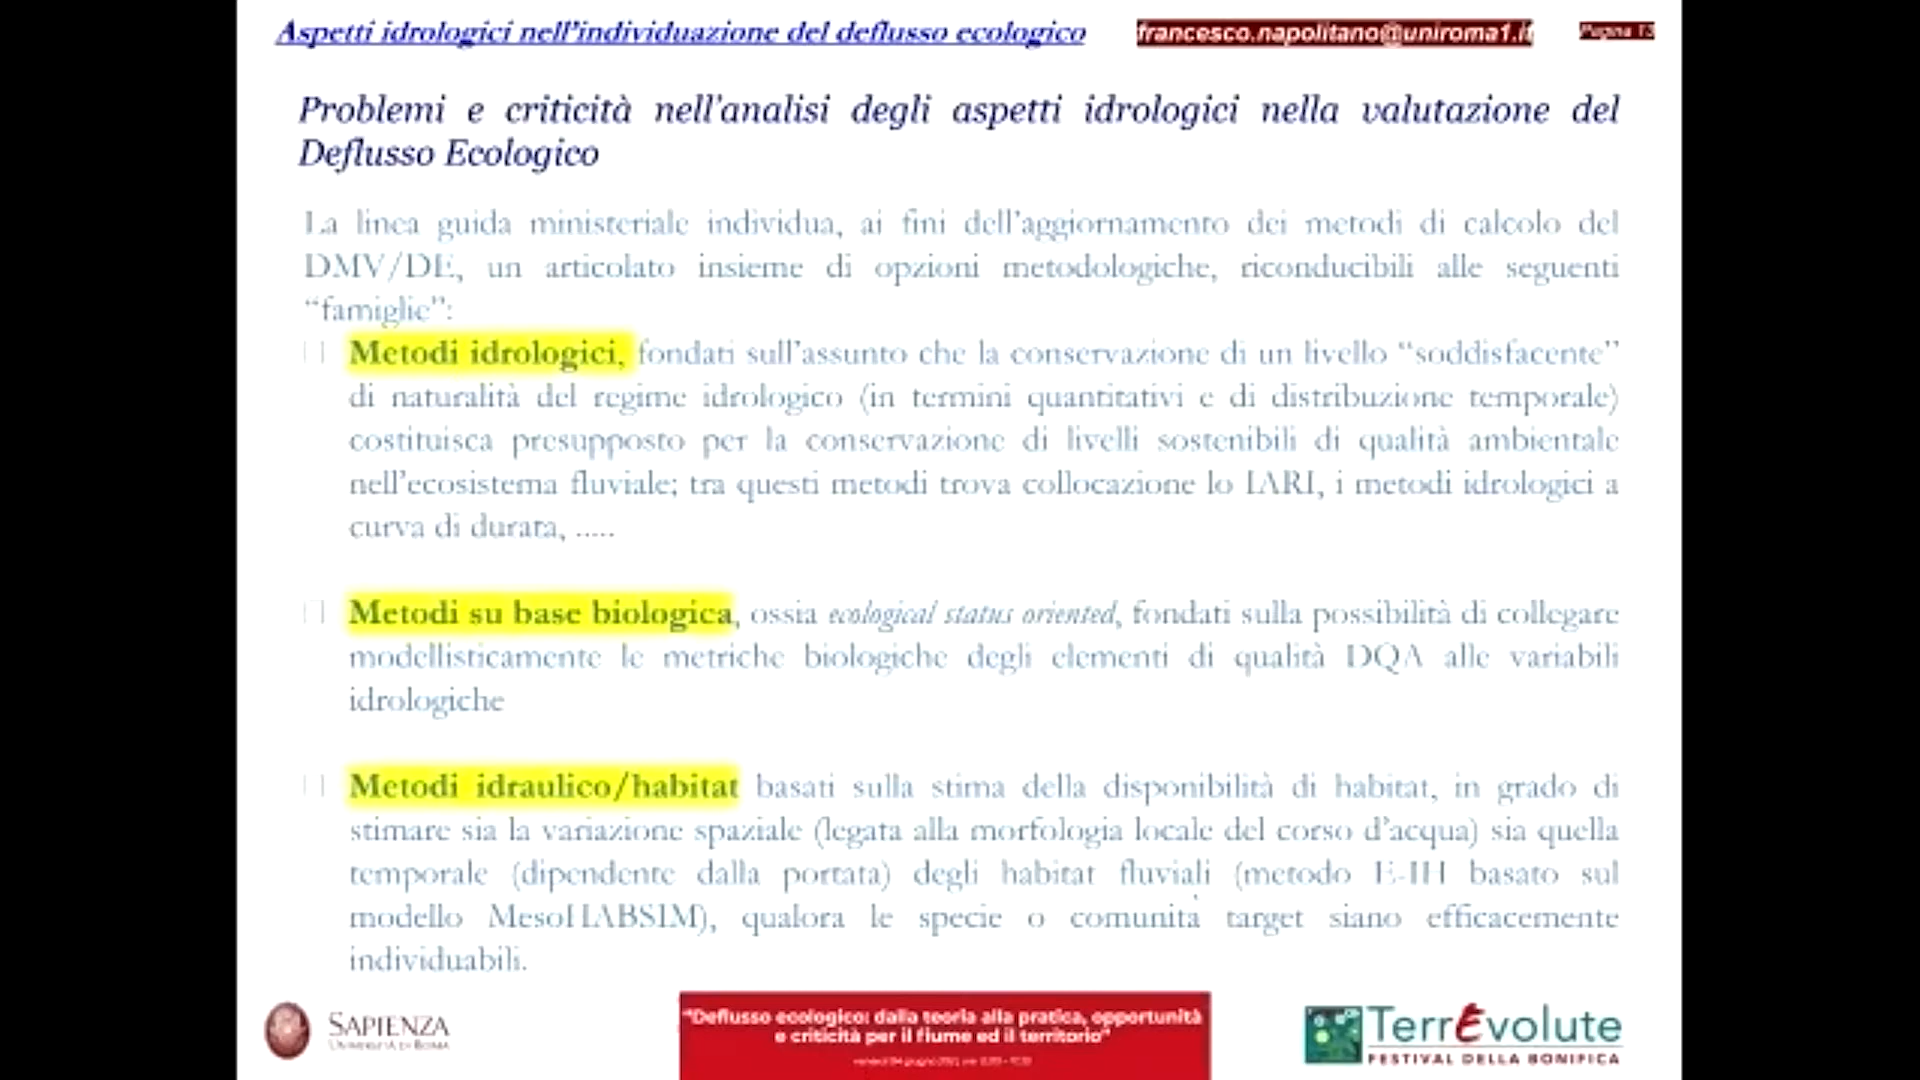 Aspetti idrologici nell'individuazione del deflusso ecologico
francesco.napolitano@uniroma1.it
Pagina 13
Problemi e criticità nell'analisi degli aspetti idrologici nella valutazione del
Deflusso Ecologico
La linea guida ministeriale individua, ai fini dell'aggiornamento dei metodi di calcolo del
DMV/DE, un articolato insieme di opzioni metodologiche, riconducibili alle seguenti
“famiglie”:
Metodi idrologici, fondati sull'assunto che la conservazione di un livello “soddisfacente”
di naturalità del regime idrologico (in termini quantitativi e di distribuzione temporale)
costituisca presupposto per la conservazione di livelli sostenibili di qualità ambientale
nell'ecosistema fluviale; tra questi metodi trova collocazione lo IARI, i metodi idrologici a
curva di durata, .....
Metodi su base biologica, ossia ecological status oriented, fondati sulla possibilità di collegare
modellisticamente le metriche biologiche degli elementi di qualità DQA alle variabili
idrologiche
Metodi idraulico/habitat basati sulla stima della disponibilità di habitat, in grado di
stimare sia la variazione spaziale (legata alla morfologia locale del corso d'acqua) sia quella
temporale (dipendente dalla portata) degli habitat fluviali (metodo E-IH basato sul
modello MesoHABSIM), qualora le specie o comunità target siano efficacemente
individuabili.
SAPIENZA
UNIVERSITÀ DI ROMA
“Deflusso ecologico: dalla teoria alla pratica, opportunità
e criticità per il fiume ed il territorio”
TerrEvolute
FESTIVAL DELLA BONIFICA